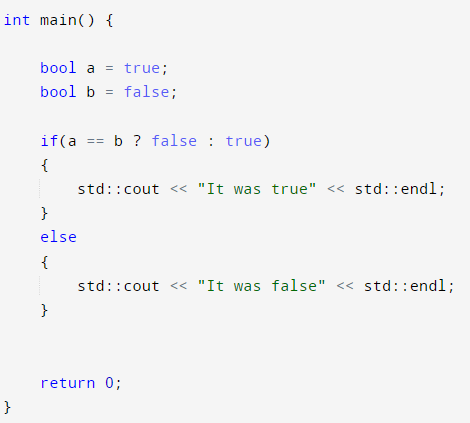 int main() {
bool a = true;
bool b = false;
if(a == b ? false : true)
{
std::cout << "It was true" << std::endl;
}
else
{
std::cout << "It was false" << std::endl;
}
return 0;
}